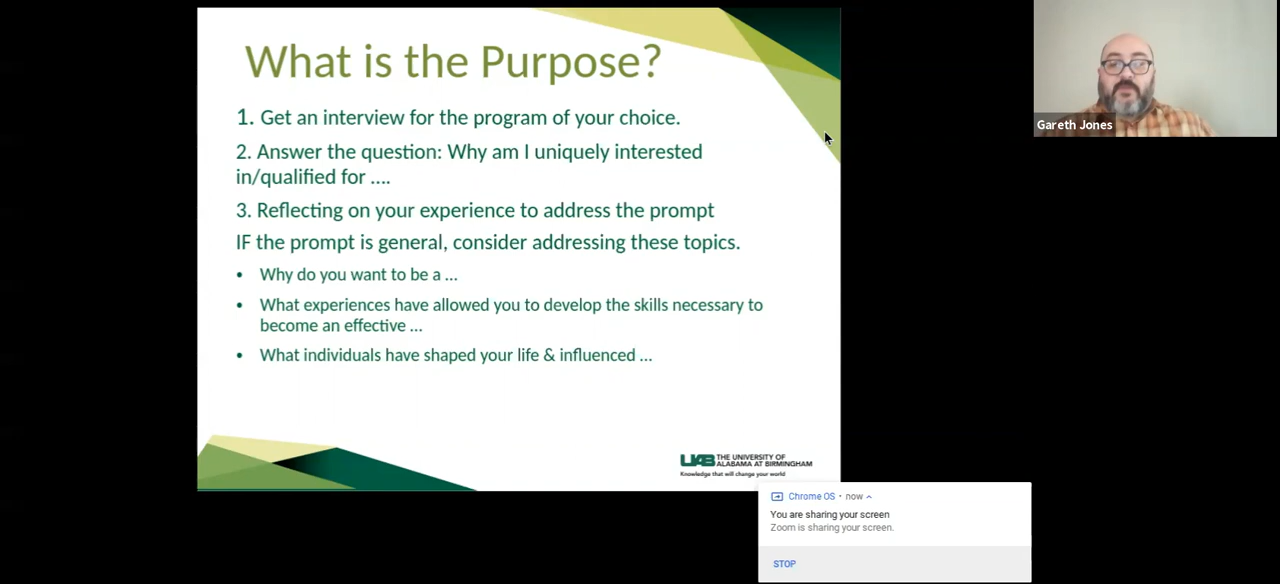 What is the Purpose?
1. Get an interview for the program of your choice.
2. Answer the question: Why am I uniquely interested
in/qualified for ....
3. Reflecting on your experience to address the prompt
IF the prompt is general, consider addressing these topics.
• Why do you want to be a ...
• What experiences have allowed you to develop the skills necessary to
become an effective ...
• What individuals have shaped your life & influenced ...
UAB THE UNIVERSITY OF
ALABAMA AT BIRMINGHAM
Knowledge that will change your world
Gareth Jones
Chrome OS • now
You are sharing your screen
Zoom is sharing your screen.
STOP